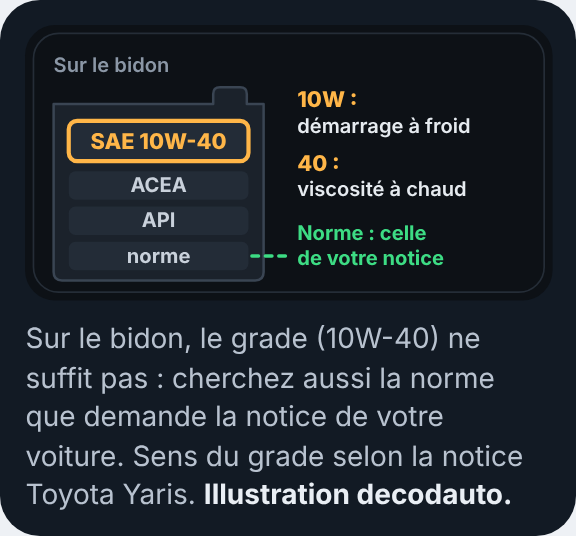 Sur le bidon
SAE 10W-40
ACEA
API
norme
10W :
démarrage à froid
40 :
viscosité à chaud
Norme : celle
de votre notice
Sur le bidon, le grade (10W-40) ne
suffit pas : cherchez aussi la norme
que demande la notice de votre
voiture. Sens du grade selon la notice
Toyota Yaris. Illustration decodauto.